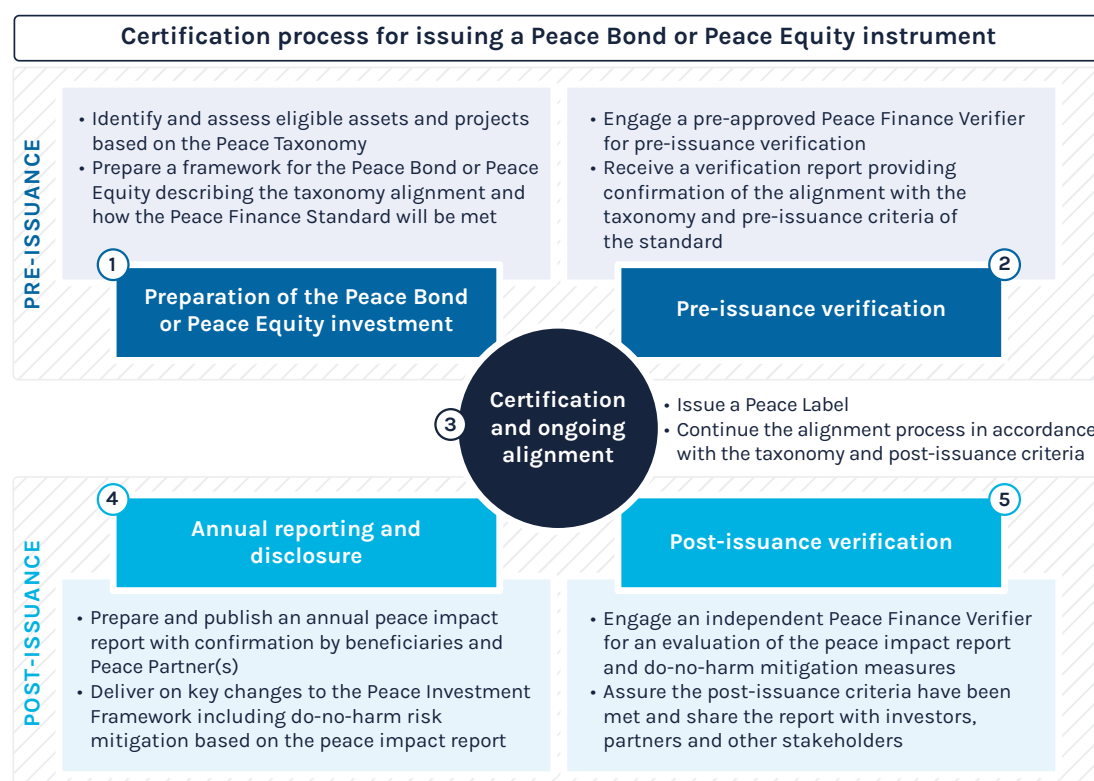 Certification process for issuing a Peace Bond or Peace Equity instrument
PRE-ISSUANCE
• Identify and assess eligible assets and projects
based on the Peace Taxonomy
• Prepare a framework for the Peace Bond or Peace
Equity describing the taxonomy alignment and
how the Peace Finance Standard will be met
1
Preparation of the Peace Bond
or Peace Equity investment
• Engage a pre-approved Peace Finance Verifier
for pre-issuance verification
• Receive a verification report providing
confirmation of the alignment with the
taxonomy and pre-issuance criteria of
the standard
2
Pre-issuance verification
3
Certification
and ongoing
alignment
• Issue a Peace Label
• Continue the alignment process in accordance
with the taxonomy and post-issuance criteria
POST-ISSUANCE
4
Annual reporting and
disclosure
• Prepare and publish an annual peace impact
report with confirmation by beneficiaries and
Peace Partner(s)
• Deliver on key changes to the Peace Investment
Framework including do-no-harm risk
mitigation based on the peace impact report
5
Post-issuance verification
• Engage an independent Peace Finance Verifier
for an evaluation of the peace impact report
and do-no-harm mitigation measures
• Assure the post-issuance criteria have been
met and share the report with investors,
partners and other stakeholders